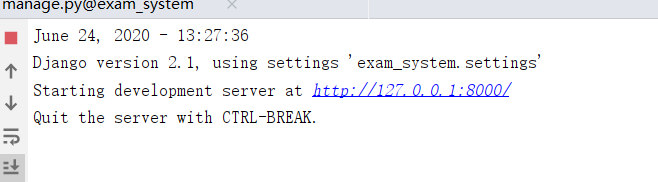 manage.py@exam_system
June 24, 2020 - 13:27:36
Django version 2.1, using settings 'exam_system.settings'
Starting development server at http://127.0.0.1:8000/
Quit the server with CTRL-BREAK.